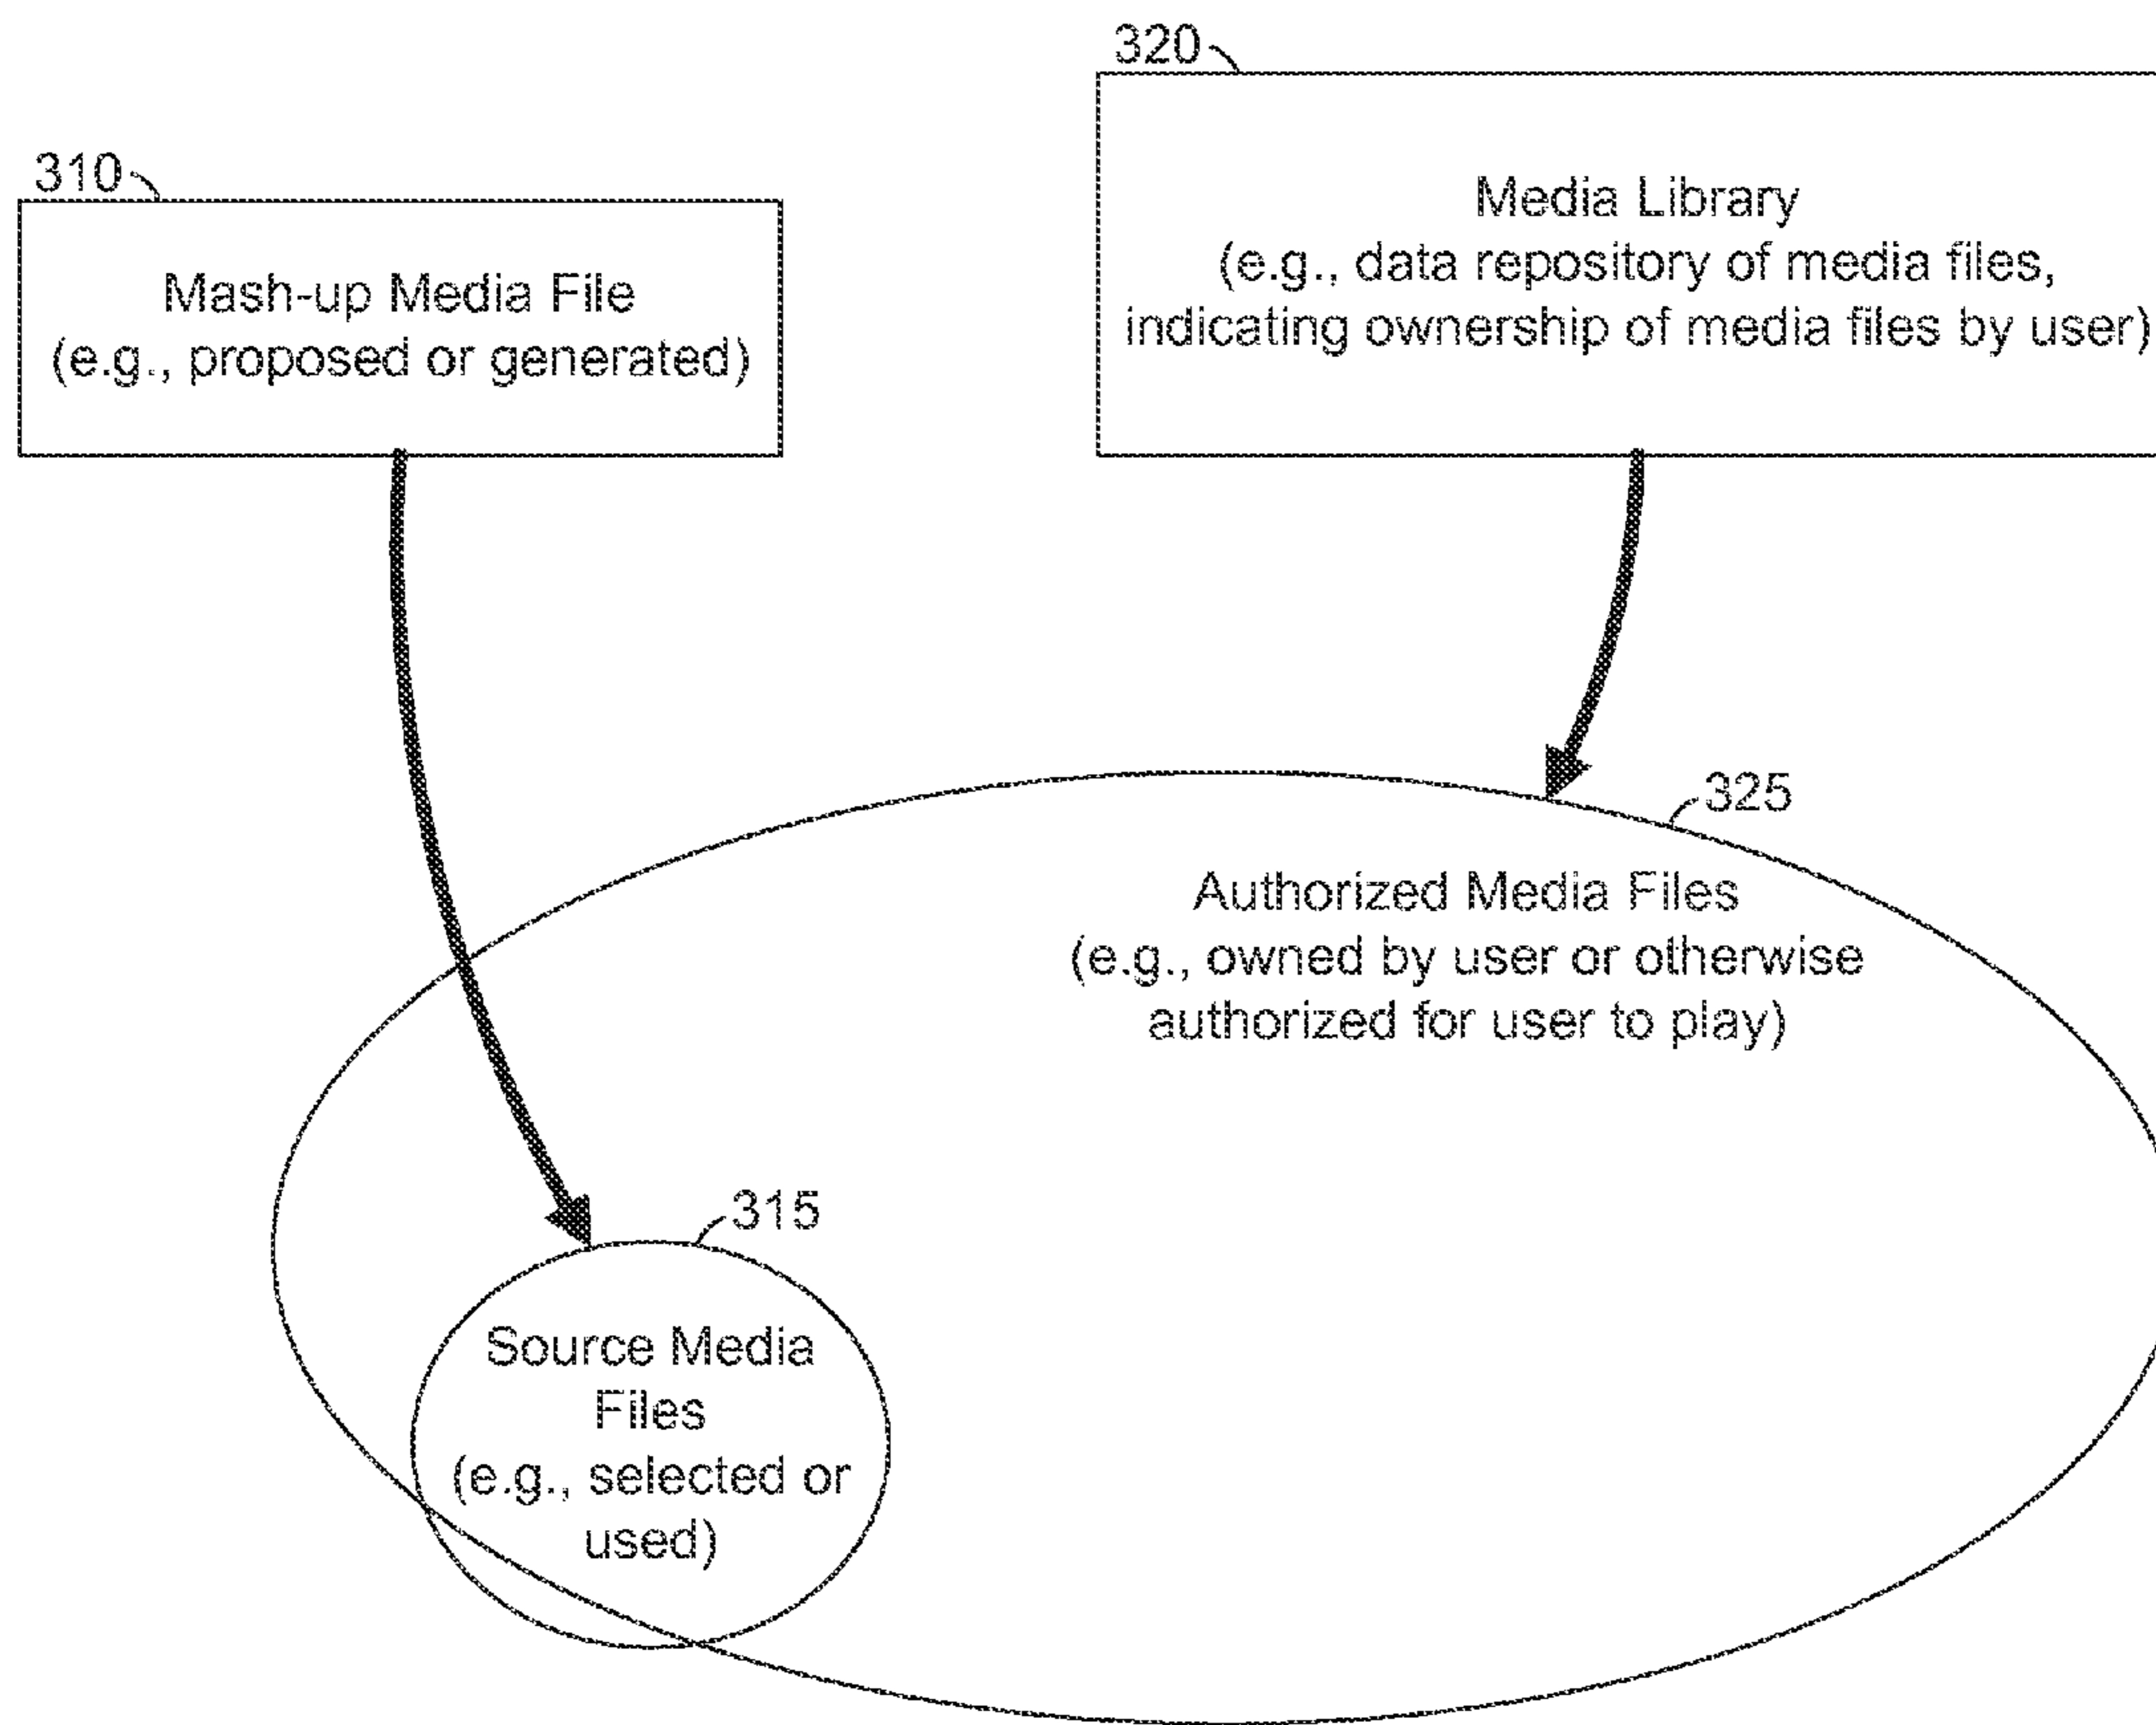 320
310
Media Library
(e.g., data repository of media files,
indicating ownership of media files by user)
Mash-up Media File
(e.g., proposed or generated)
325
Authorized Media Files
(e.g., owned by user or otherwise
authorized for user to play)
315
Source Media
Files
(e.g., selected or
used)